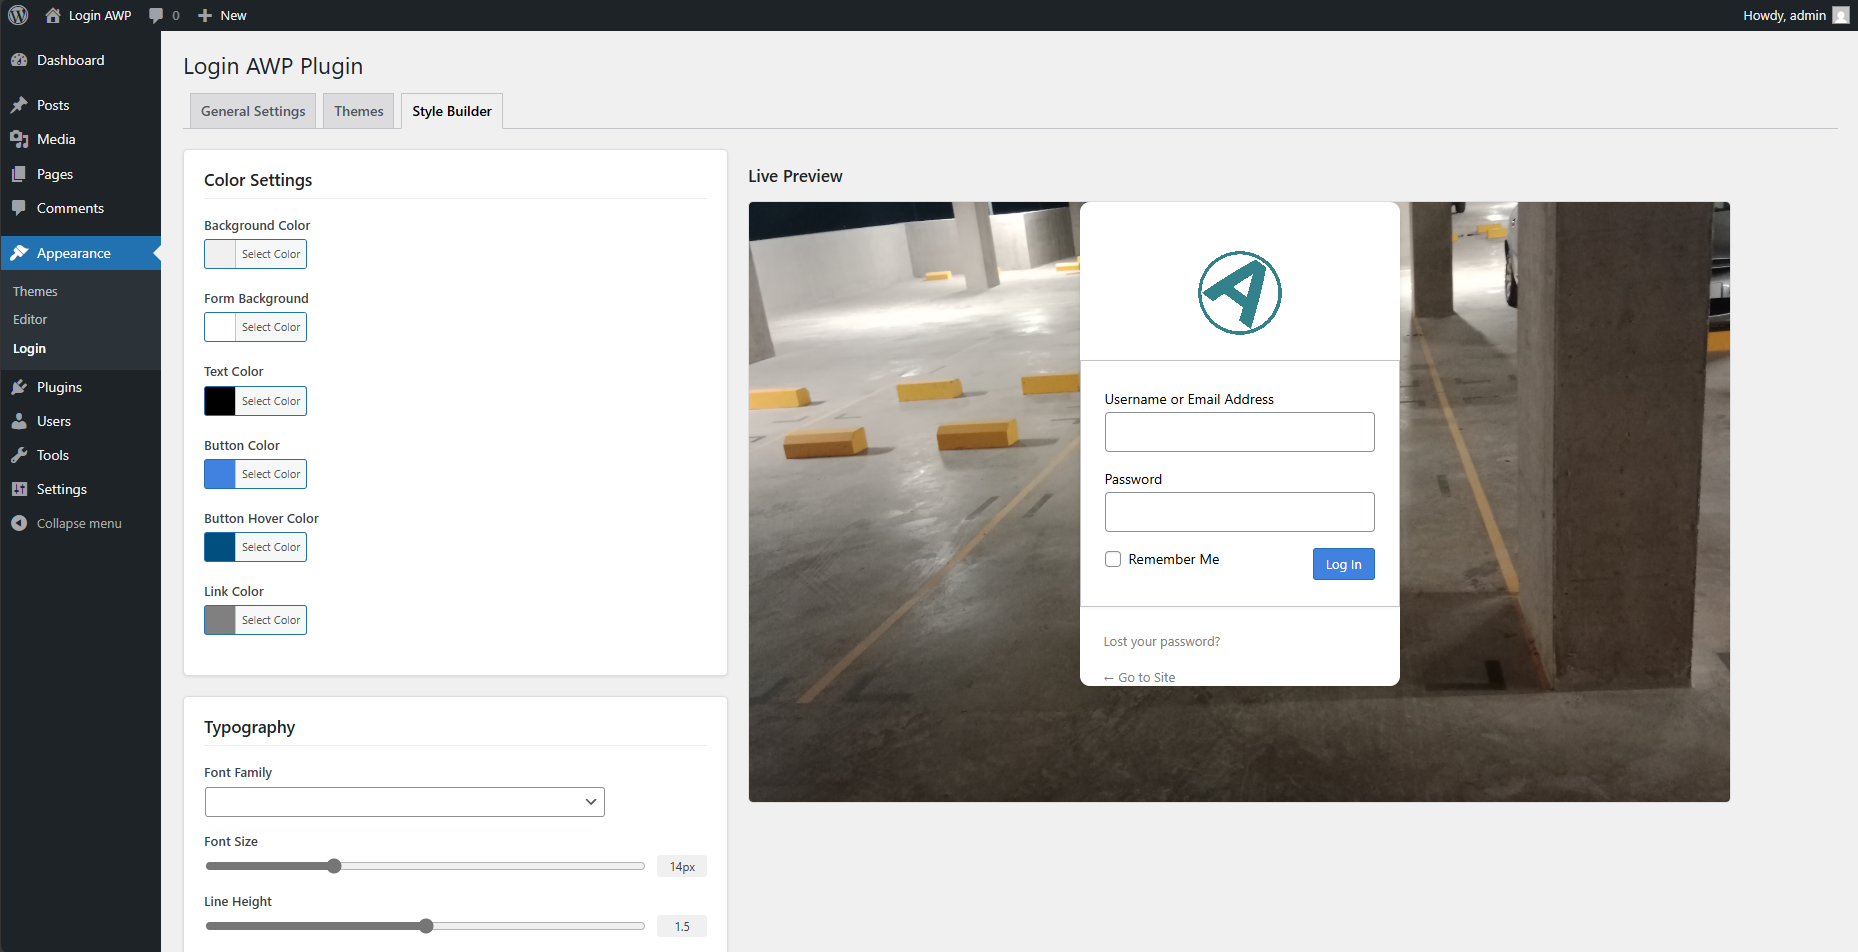 Login AWP
0
New
Howdy, admin
Dashboard
Posts
Media
Pages
Comments
Appearance
Themes
Editor
Login
Plugins
Users
Tools
Settings
Collapse menu
Login AWP Plugin
General Settings
Themes
Style Builder
Color Settings
Background Color
Select Color
Form Background
Select Color
Text Color
Select Color
Button Color
Select Color
Button Hover Color
Select Color
Link Color
Select Color
Typography
Font Family
Font Size
14px
Line Height
1.5
Live Preview
Username or Email Address
Password
Remember Me
Log In
Lost your password?
← Go to Site